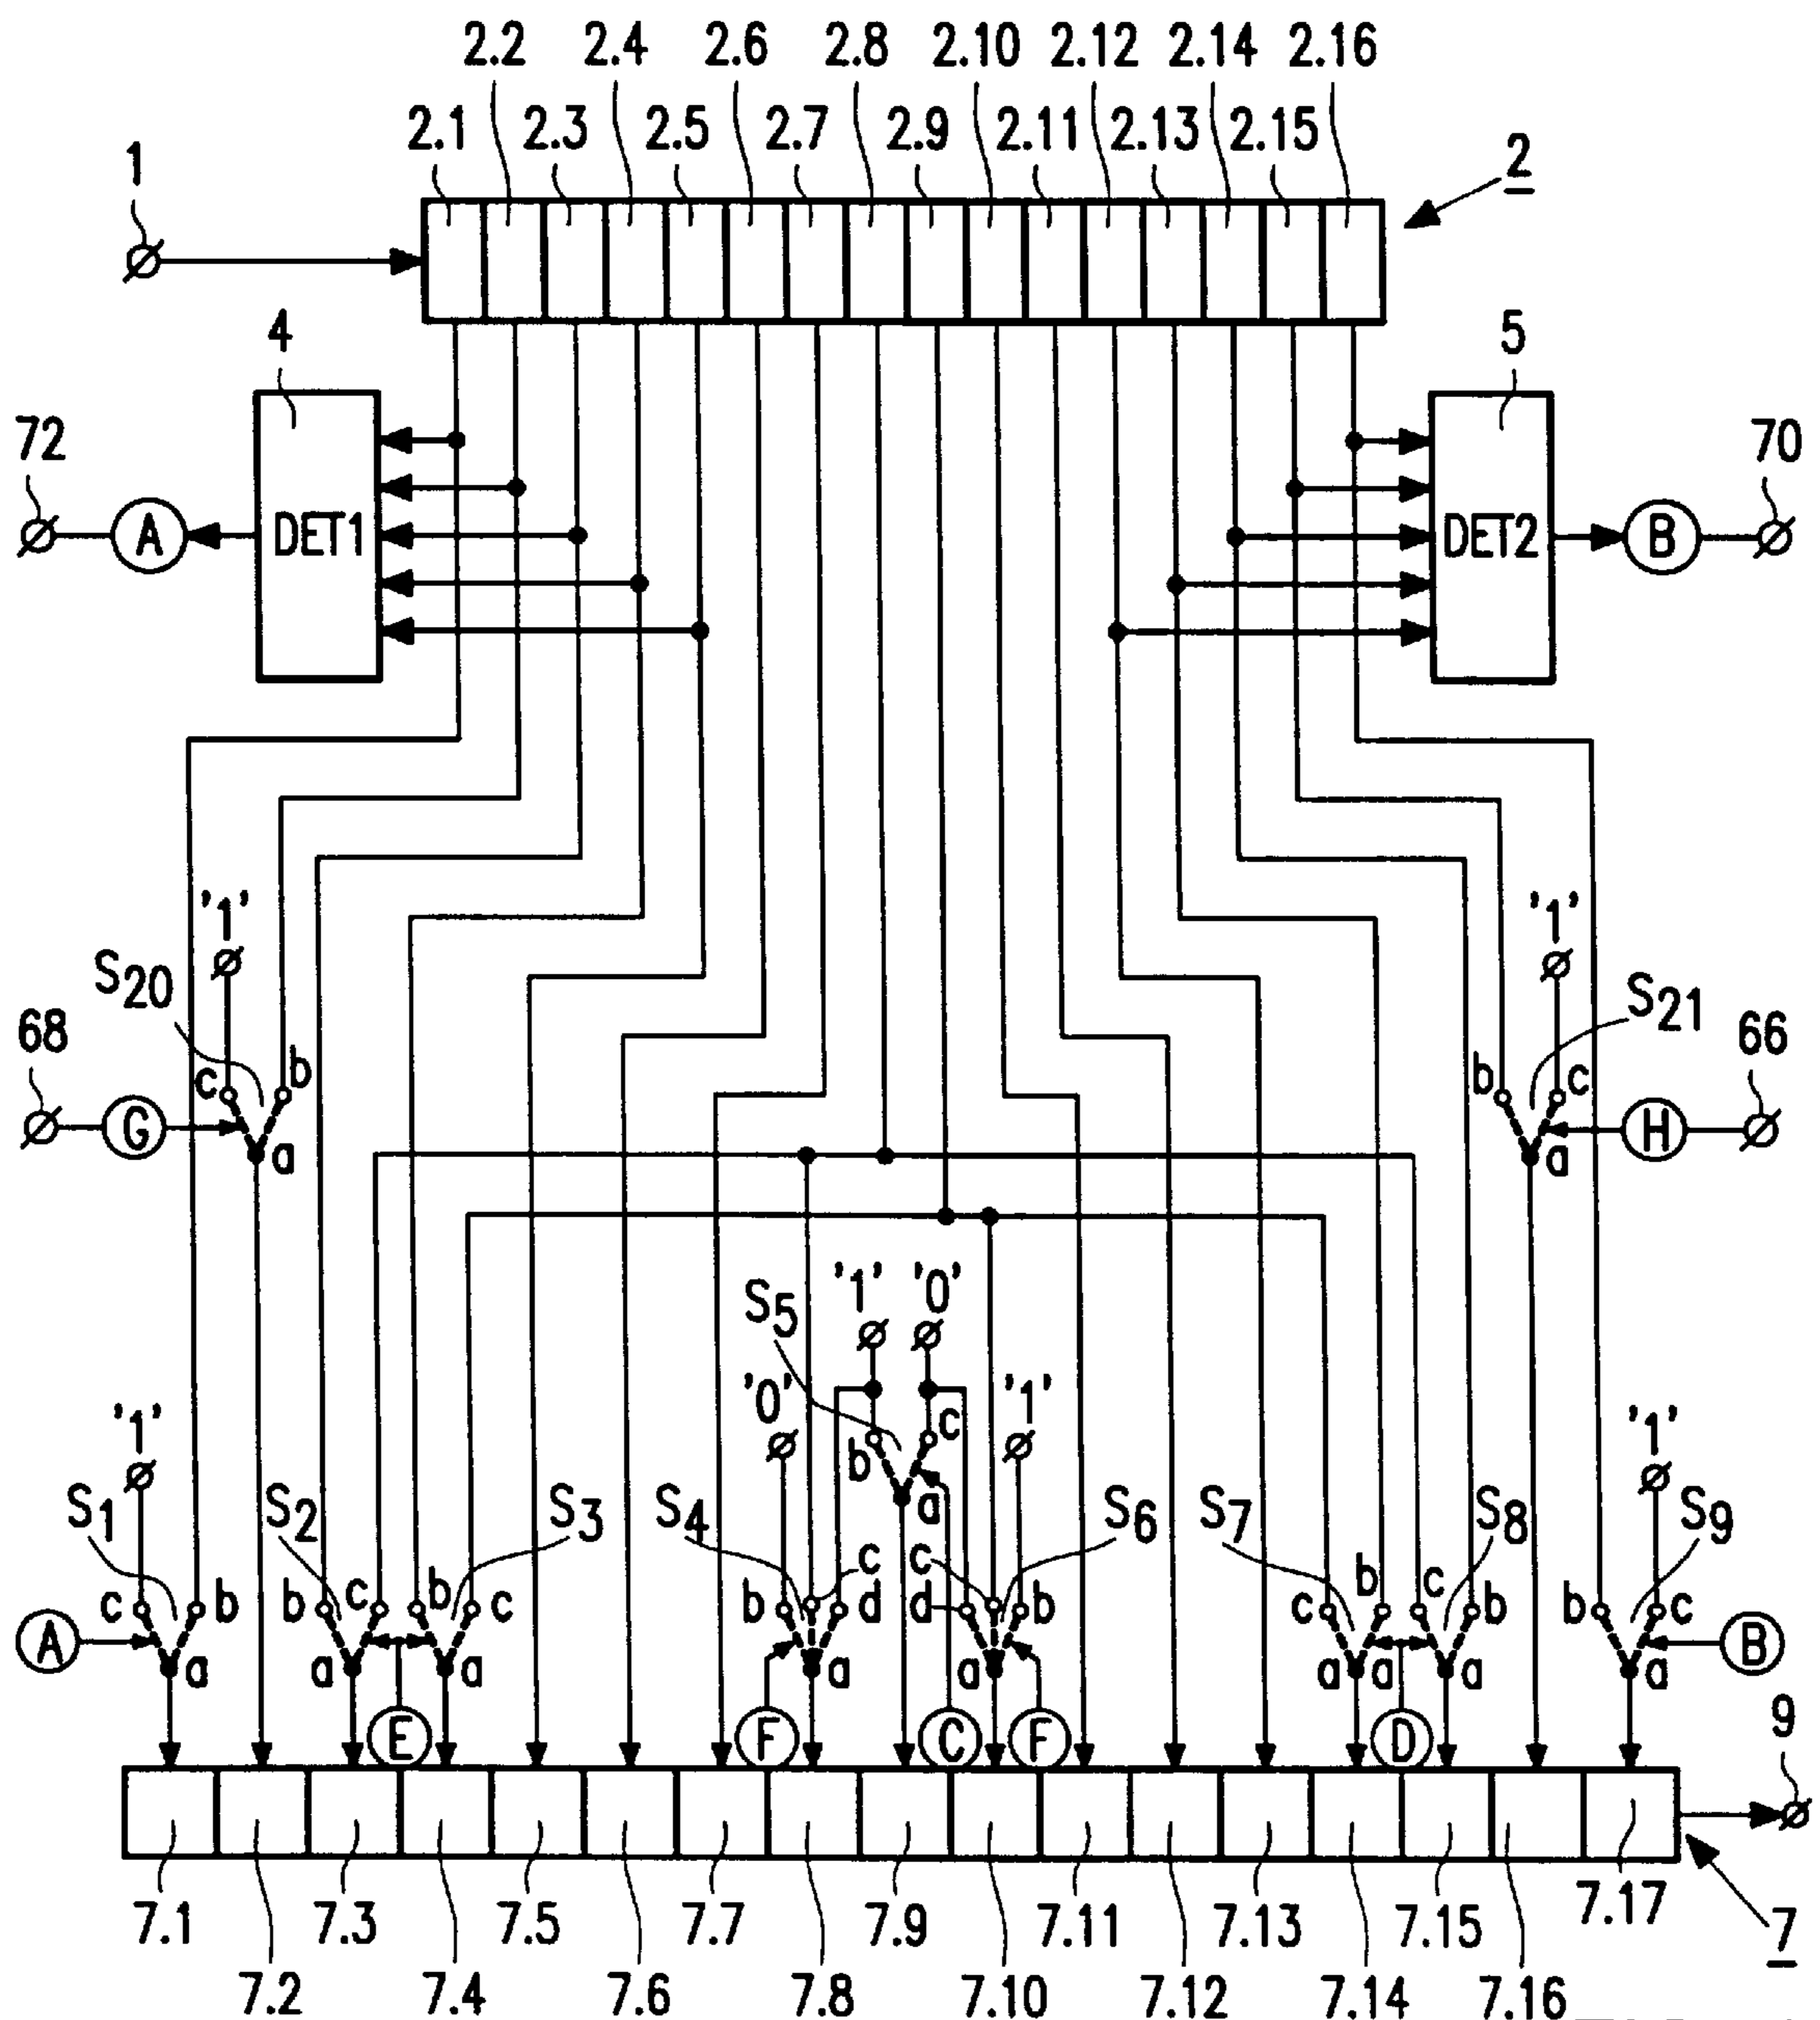 2.2 2.4 2.6 2.8 2.10 2.12 2.14 2.16
2.1 2.3 2.5 2.7 2.9 2.11 2.13 2.15
1 2
4 5
72 A DET1 DET2 B 70
'1' '1'
S20 S21
68 66
c b b c
G H
a a
'1' '0'
S5
'0' '1'
c
b
'1' a '1'
S1 S2 S3 S4 S6 S7 S8 S9
c c
c b b c b c b d d b c b c b b c
A B
a a a a a a a a a
E F C F D 9
7.1 7.3 7.5 7.7 7.9 7.11 7.13 7.15 7.17 7
7.2 7.4 7.6 7.8 7.10 7.12 7.14 7.16